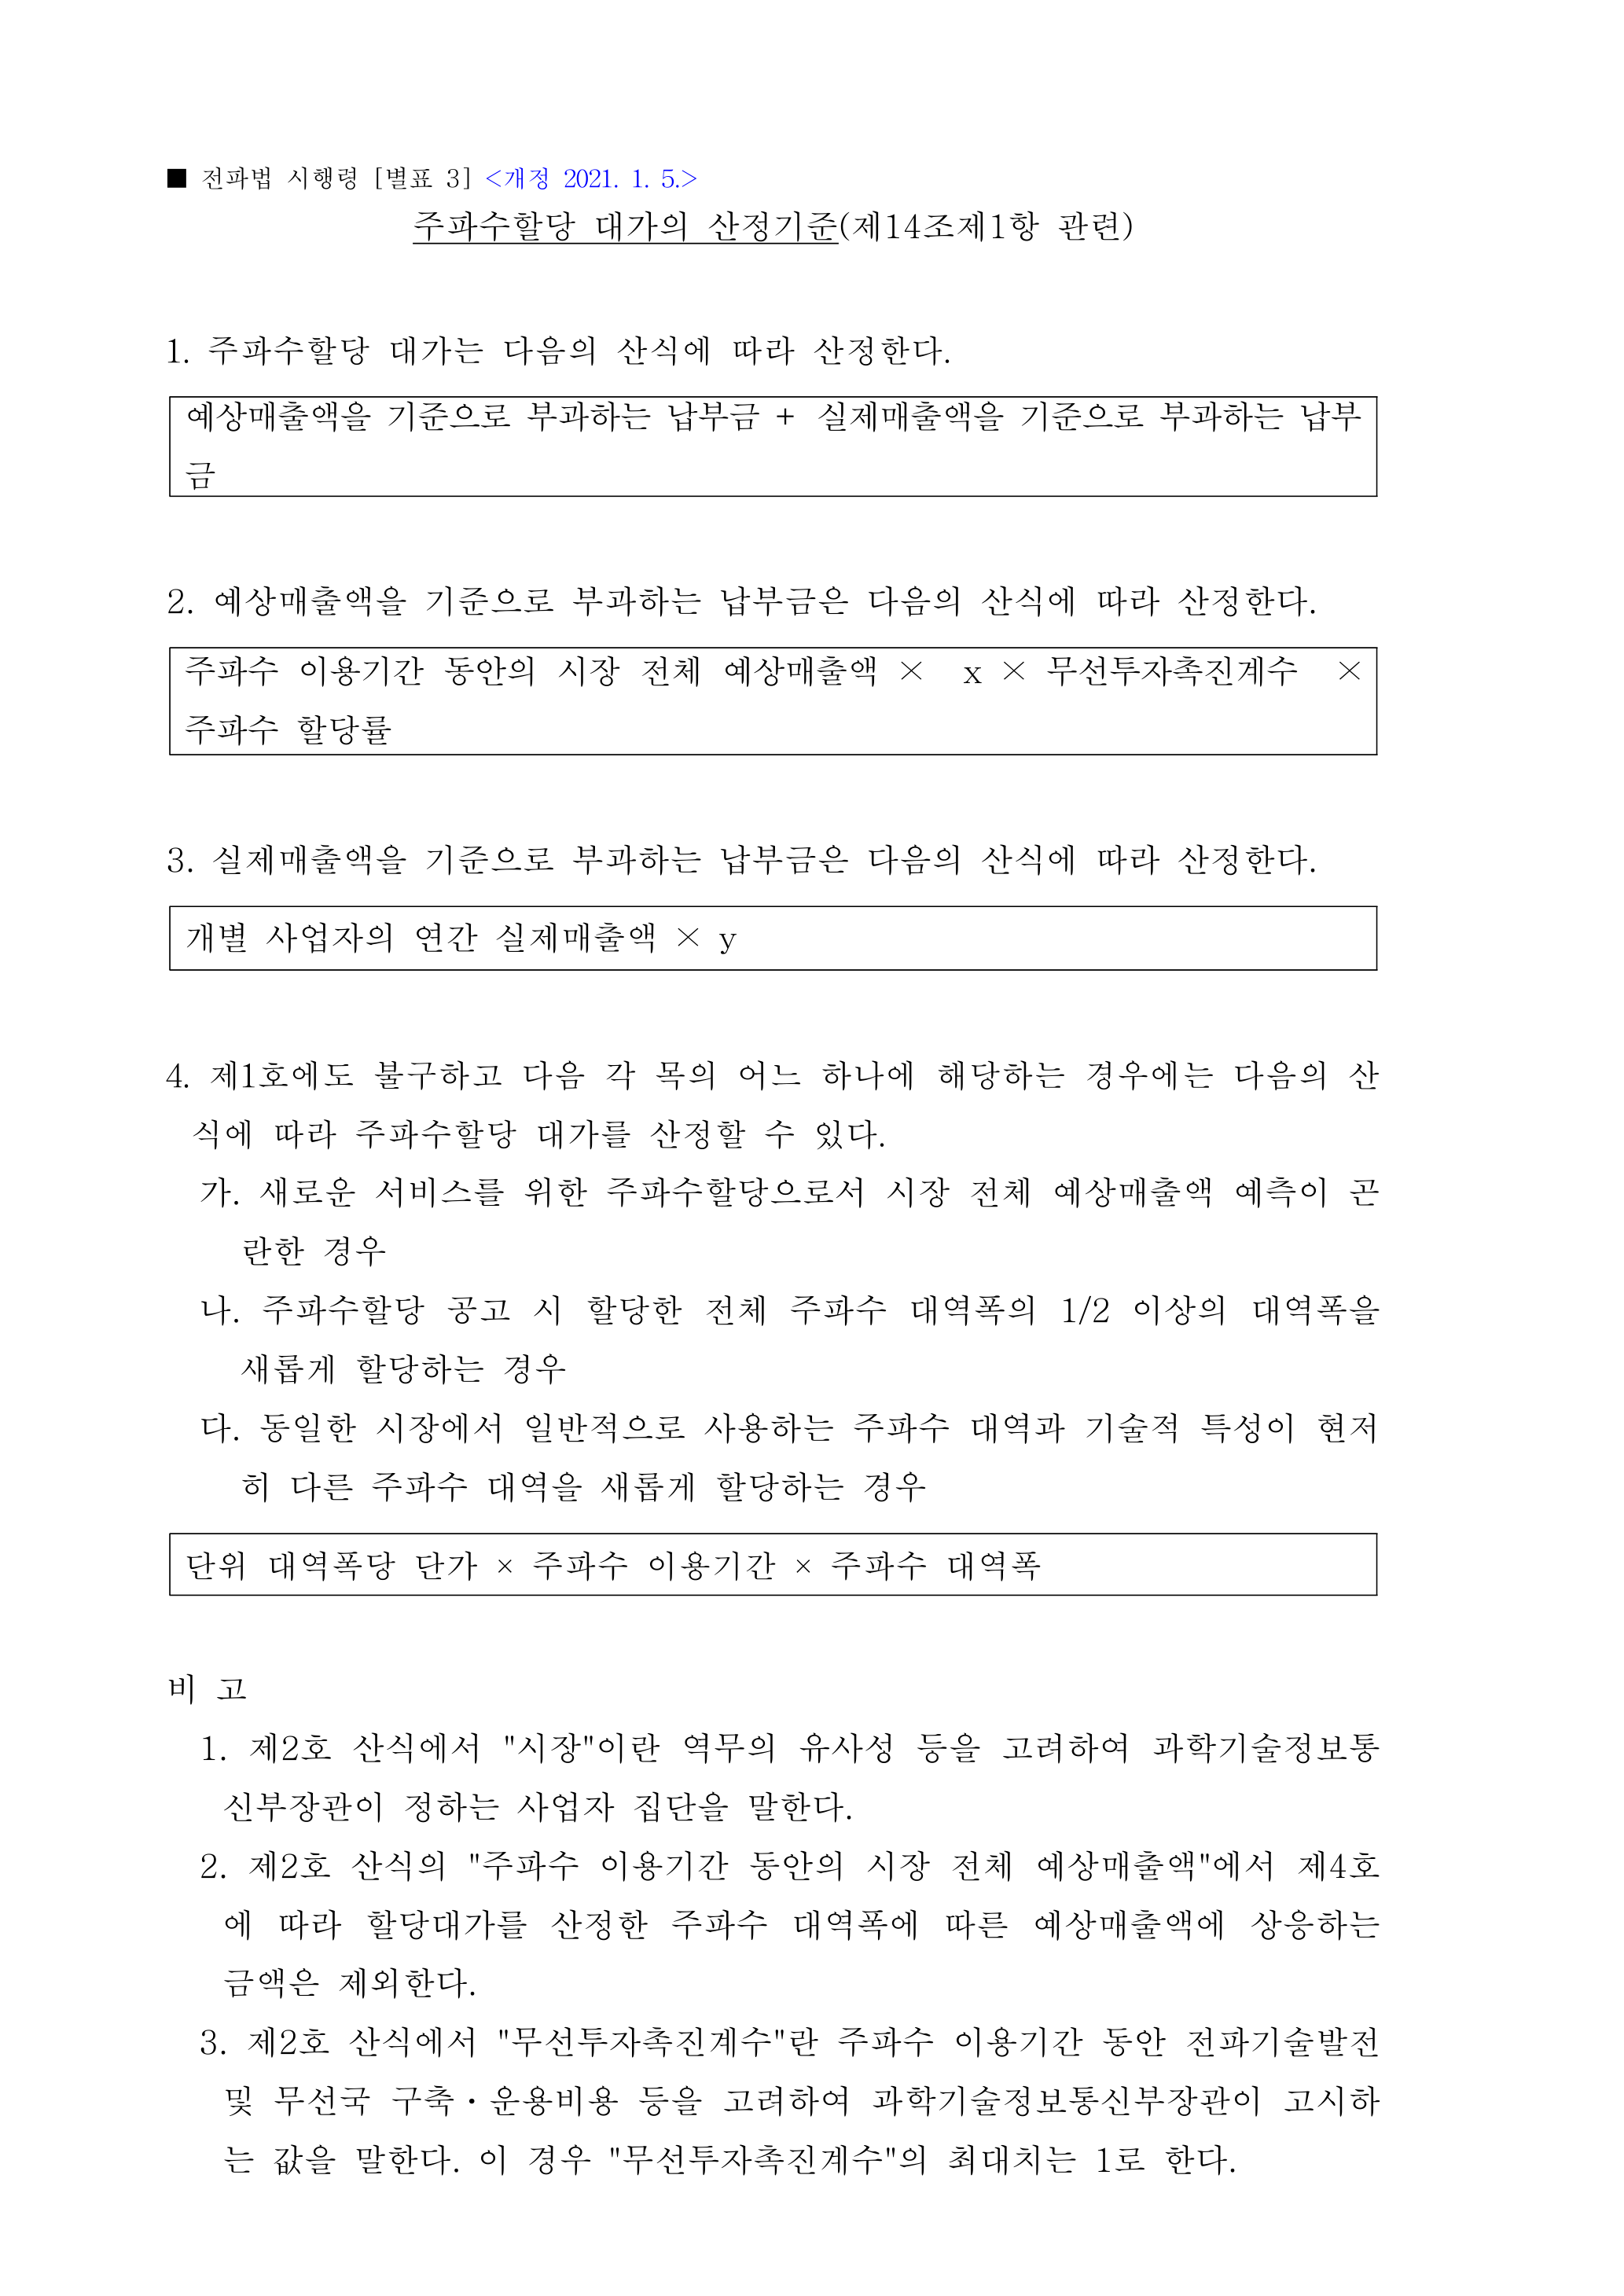 ■ 전파법 시행령 [별표 3] <개정 2021. 1. 5.>
주파수할당 대가의 산정기준(제14조제1항 관련)
1. 주파수할당 대가는 다음의 산식에 따라 산정한다.
예상매출액을 기준으로 부과하는 납부금 + 실제매출액을 기준으로 부과하는 납부
금
2. 예상매출액을 기준으로 부과하는 납부금은 다음의 산식에 따라 산정한다.
주파수 이용기간 동안의 시장 전체 예상매출액 × x × 무선투자촉진계수 ×
주파수 할당률
3. 실제매출액을 기준으로 부과하는 납부금은 다음의 산식에 따라 산정한다.
개별 사업자의 연간 실제매출액 × y
4. 제1호에도 불구하고 다음 각 목의 어느 하나에 해당하는 경우에는 다음의 산
식에 따라 주파수할당 대가를 산정할 수 있다.
가. 새로운 서비스를 위한 주파수할당으로서 시장 전체 예상매출액 예측이 곤
란한 경우
나. 주파수할당 공고 시 할당한 전체 주파수 대역폭의 1/2 이상의 대역폭을
새롭게 할당하는 경우
다. 동일한 시장에서 일반적으로 사용하는 주파수 대역과 기술적 특성이 현저
히 다른 주파수 대역을 새롭게 할당하는 경우
단위 대역폭당 단가 × 주파수 이용기간 × 주파수 대역폭
비 고
1. 제2호 산식에서 "시장"이란 역무의 유사성 등을 고려하여 과학기술정보통
신부장관이 정하는 사업자 집단을 말한다.
2. 제2호 산식의 "주파수 이용기간 동안의 시장 전체 예상매출액"에서 제4호
에 따라 할당대가를 산정한 주파수 대역폭에 따른 예상매출액에 상응하는
금액은 제외한다.
3. 제2호 산식에서 "무선투자촉진계수"란 주파수 이용기간 동안 전파기술발전
및 무선국 구축・운용비용 등을 고려하여 과학기술정보통신부장관이 고시하
는 값을 말한다. 이 경우 "무선투자촉진계수"의 최대치는 1로 한다.